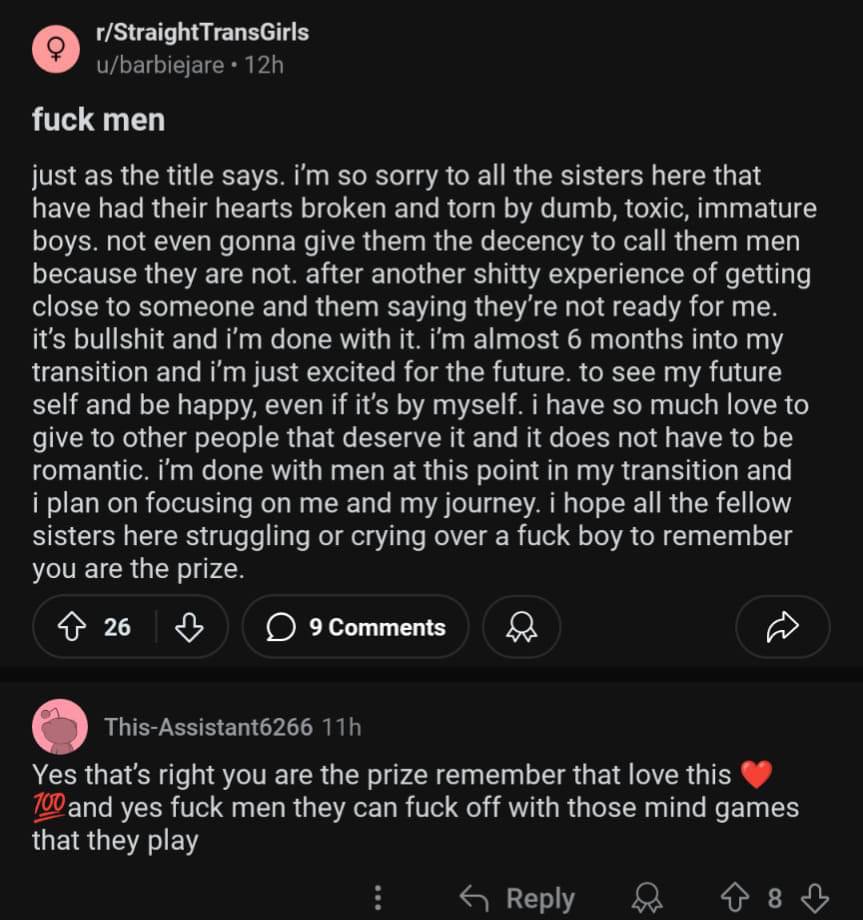 r/StraightTransGirls
u/barbiejare • 12h
fuck men
just as the title says. i'm so sorry to all the sisters here that
have had their hearts broken and torn by dumb, toxic, immature
boys. not even gonna give them the decency to call them men
because they are not. after another shitty experience of getting
close to someone and them saying they're not ready for me.
it's bullshit and i'm done with it. i'm almost 6 months into my
transition and i'm just excited for the future. to see my future
self and be happy, even if it's by myself. i have so much love to
give to other people that deserve it and it does not have to be
romantic. i'm done with men at this point in my transition and
i plan on focusing on me and my journey. i hope all the fellow
sisters here struggling or crying over a fuck boy to remember
you are the prize.
26 9 Comments
This-Assistant6266 11h
Yes that's right you are the prize remember that love this ❤️
💯and yes fuck men they can fuck off with those mind games
that they play
Reply 8